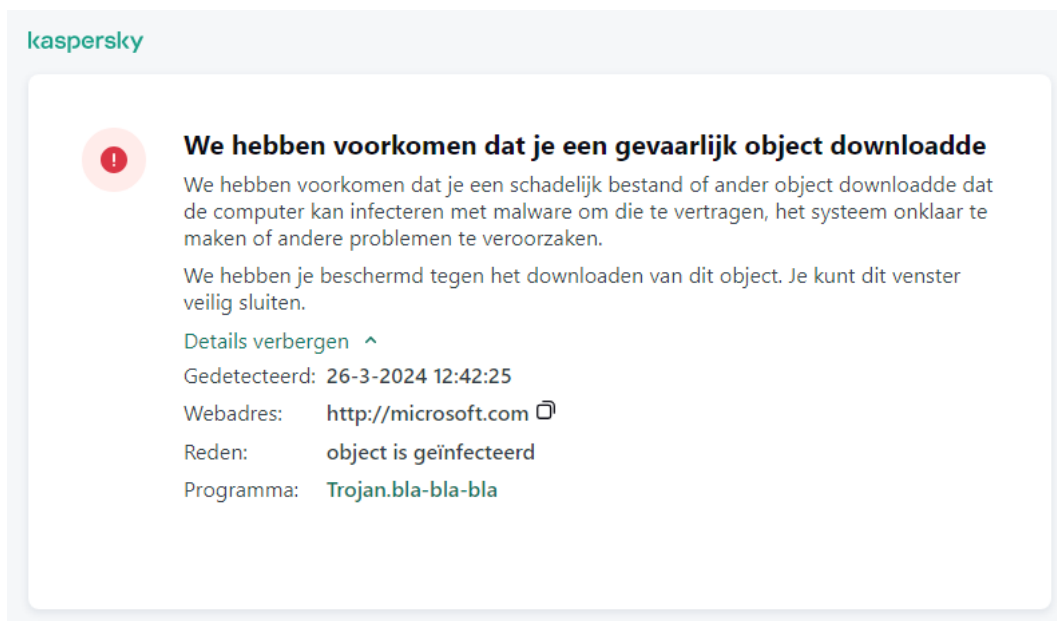 kaspersky
We hebben voorkomen dat je een gevaarlijk object downloadde
We hebben voorkomen dat je een schadelijk bestand of ander object downloadde dat
de computer kan infecteren met malware om die te vertragen, het systeem onklaar te
maken of andere problemen te veroorzaken.
We hebben je beschermd tegen het downloaden van dit object. Je kunt dit venster
veilig sluiten.
Details verbergen
Gedetecteerd: 26-3-2024 12:42:25
Webadres: http://microsoft.com
Reden: object is geïnfecteerd
Programma: Trojan.bla-bla-bla